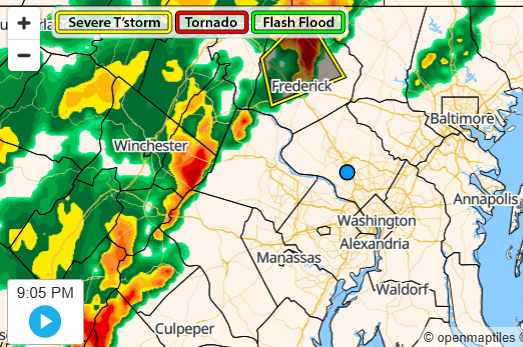 +
Severe T'storm Tornado Flash Flood
−
Frederick
Baltimore
Winchester
Annapolis
Washington
Alexandria
Manassas
Waldorf
9:05 PM
Culpeper
© openmaptiles